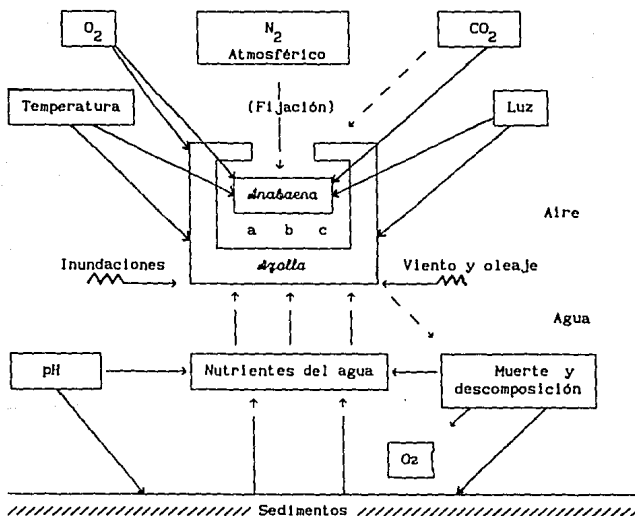 O2
N2
Atmosférico
CO2
Temperatura
(Fijación)
Luz
Anabaena
a b c
Aire
Azolla
Inundaciones
Viento y oleaje
Agua
pH
Nutrientes del agua
Muerte y
descomposición
O2
Sedimentos